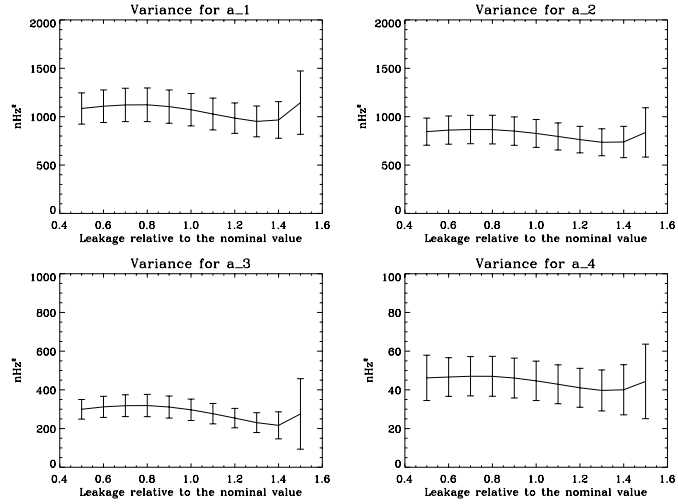 Variance for a_1
2000
1500
1000
500
0
nHz²
0.4 0.6 0.8 1.0 1.2 1.4 1.6
Leakage relative to the nominal value
Variance for a_2
2000
1500
1000
500
0
nHz²
0.4 0.6 0.8 1.0 1.2 1.4 1.6
Leakage relative to the nominal value
Variance for a_3
1000
800
600
400
200
0
nHz²
0.4 0.6 0.8 1.0 1.2 1.4 1.6
Leakage relative to the nominal value
Variance for a_4
100
80
60
40
20
0
nHz²
0.4 0.6 0.8 1.0 1.2 1.4 1.6
Leakage relative to the nominal value